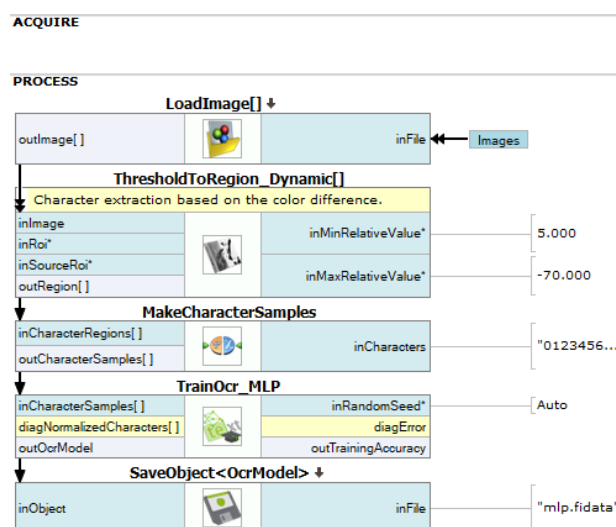 ACQUIRE
PROCESS
LoadImage[]
outImage[ ]
inFile
Images
ThresholdToRegion_Dynamic[]
Character extraction based on the color difference.
inImage
inRoi*
inSourceRoi*
outRegion[ ]
inMinRelativeValue*
5.000
inMaxRelativeValue*
-70.000
MakeCharacterSamples
inCharacterRegions[ ]
outCharacterSamples[ ]
inCharacters
"0123456...
TrainOcr_MLP
inCharacterSamples[ ]
inRandomSeed*
Auto
diagNormalizedCharacters[ ]
diagError
outOcrModel
outTrainingAccuracy
SaveObject<OcrModel>
inObject
inFile
"mlp.fidata"